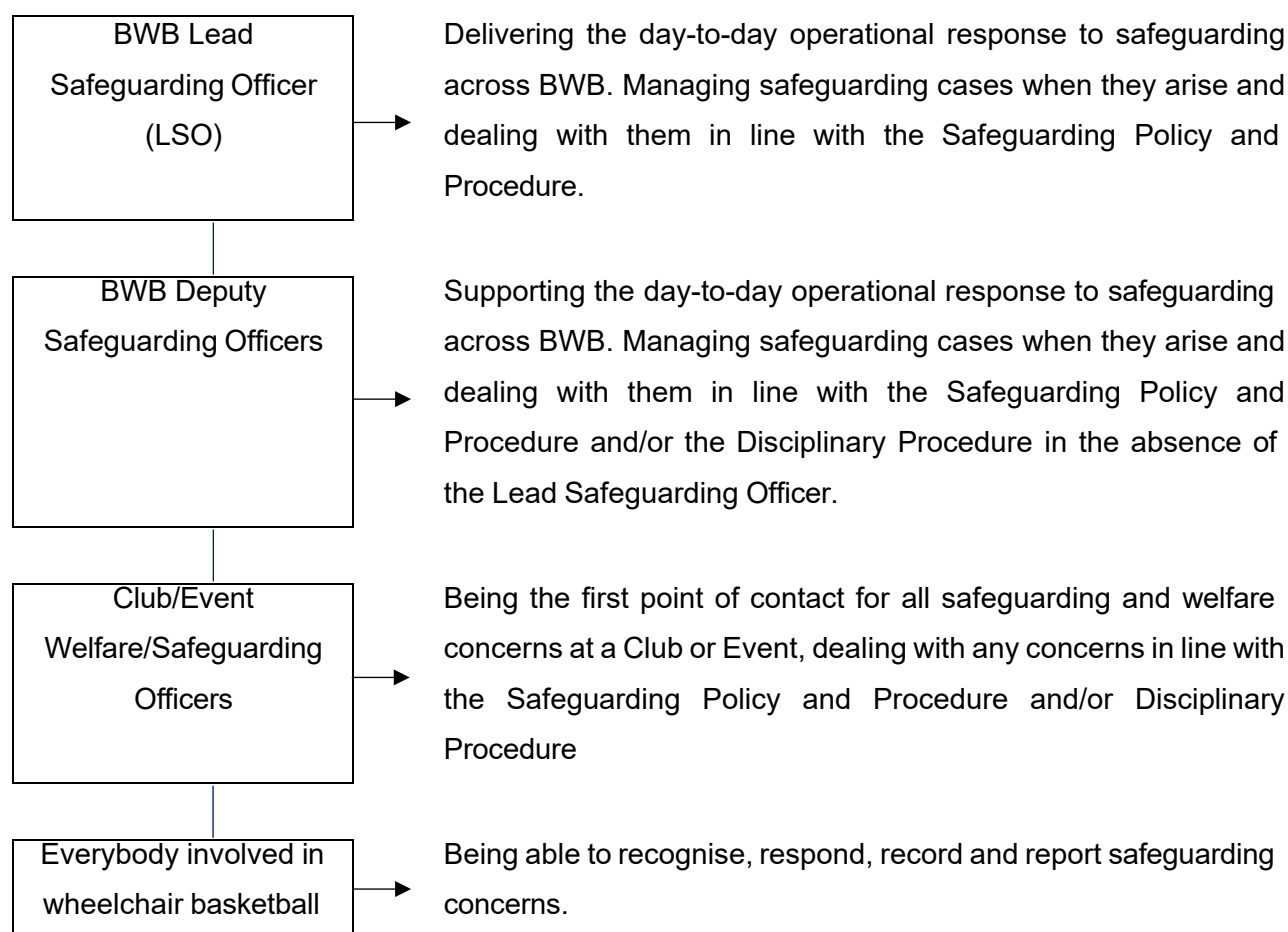 BWB Lead
Safeguarding Officer
(LSO)
Delivering the day-to-day operational response to safeguarding
across BWB. Managing safeguarding cases when they arise and
dealing with them in line with the Safeguarding Policy and
Procedure.
BWB Deputy
Safeguarding Officers
Supporting the day-to-day operational response to safeguarding
across BWB. Managing safeguarding cases when they arise and
dealing with them in line with the Safeguarding Policy and
Procedure and/or the Disciplinary Procedure in the absence of
the Lead Safeguarding Officer.
Club/Event
Welfare/Safeguarding
Officers
Being the first point of contact for all safeguarding and welfare
concerns at a Club or Event, dealing with any concerns in line with
the Safeguarding Policy and Procedure and/or Disciplinary
Procedure
Everybody involved in
wheelchair basketball
Being able to recognise, respond, record and report safeguarding
concerns.